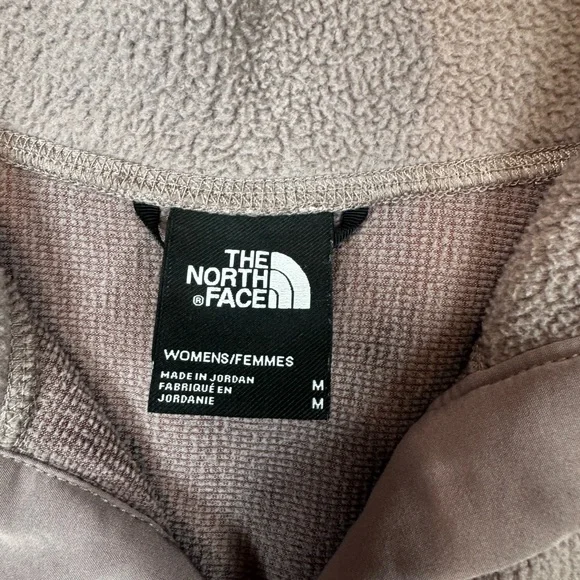 THE
NORTH
® FACE
WOMENS/FEMMES
MADE IN JORDAN M
FABRIQUÉ EN
JORDANIE M